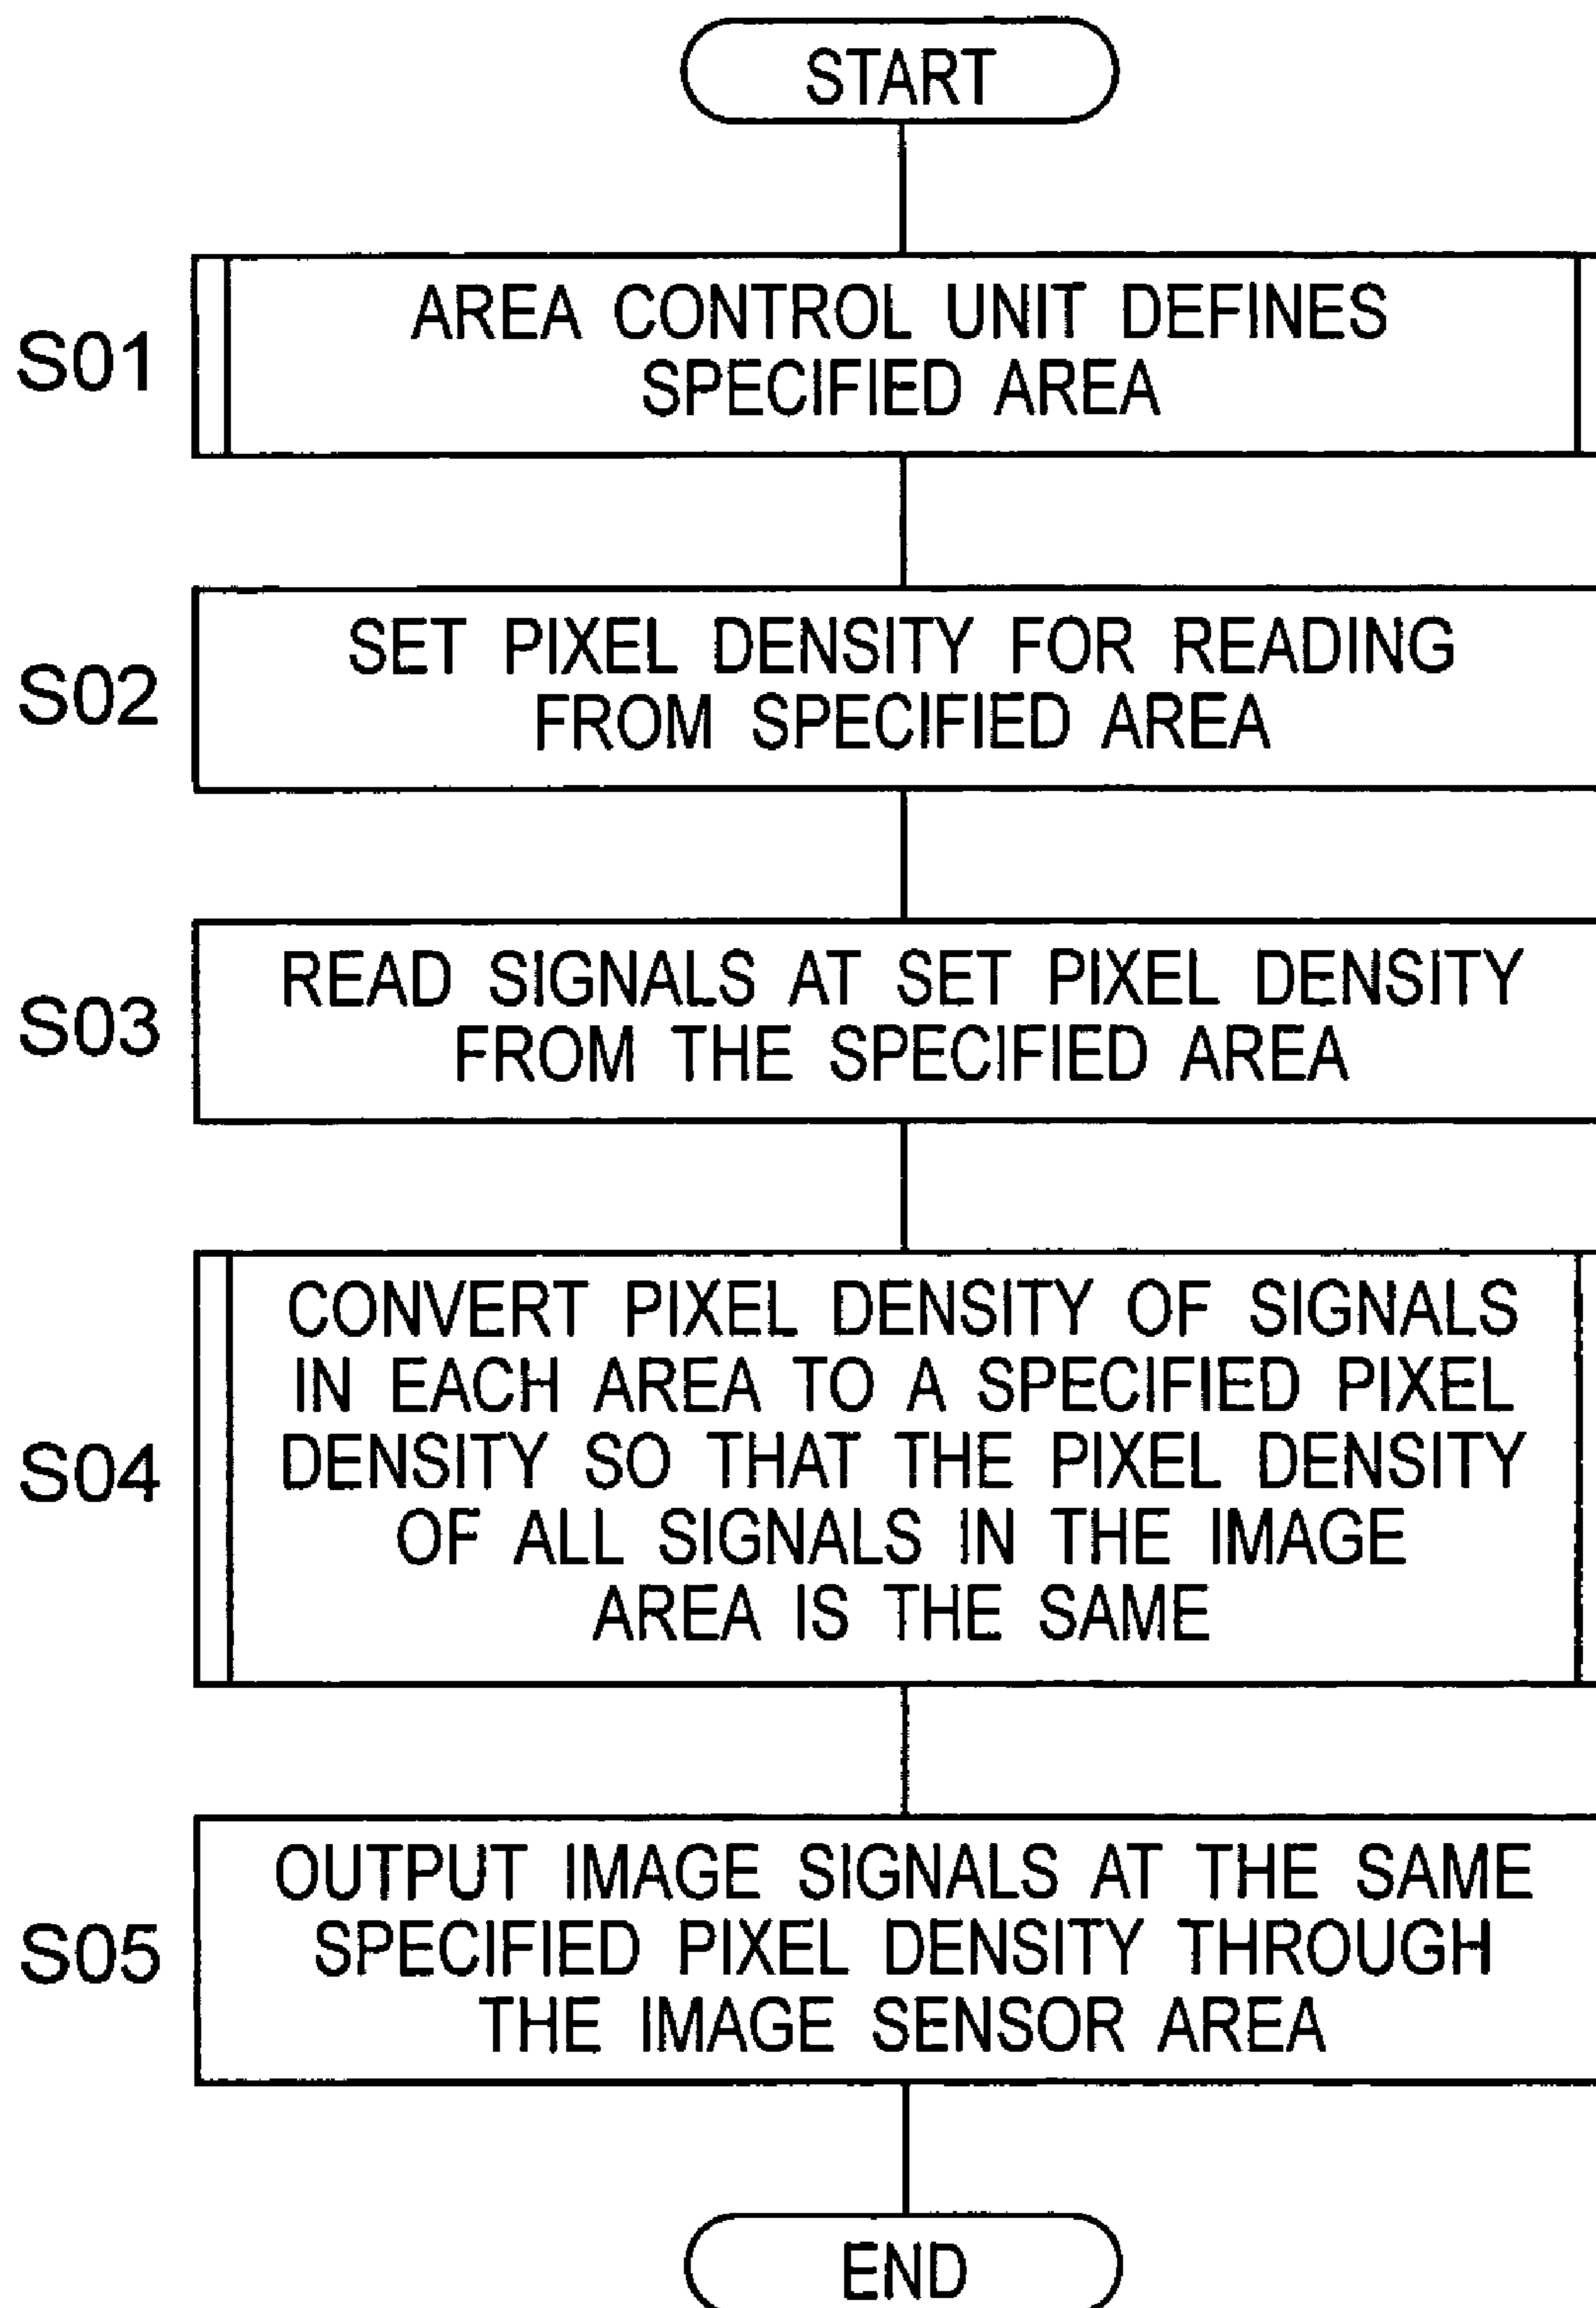 START
S01
AREA CONTROL UNIT DEFINES
SPECIFIED AREA
S02
SET PIXEL DENSITY FOR READING
FROM SPECIFIED AREA
S03
READ SIGNALS AT SET PIXEL DENSITY
FROM THE SPECIFIED AREA
S04
CONVERT PIXEL DENSITY OF SIGNALS
IN EACH AREA TO A SPECIFIED PIXEL
DENSITY SO THAT THE PIXEL DENSITY
OF ALL SIGNALS IN THE IMAGE
AREA IS THE SAME
S05
OUTPUT IMAGE SIGNALS AT THE SAME
SPECIFIED PIXEL DENSITY THROUGH
THE IMAGE SENSOR AREA
END